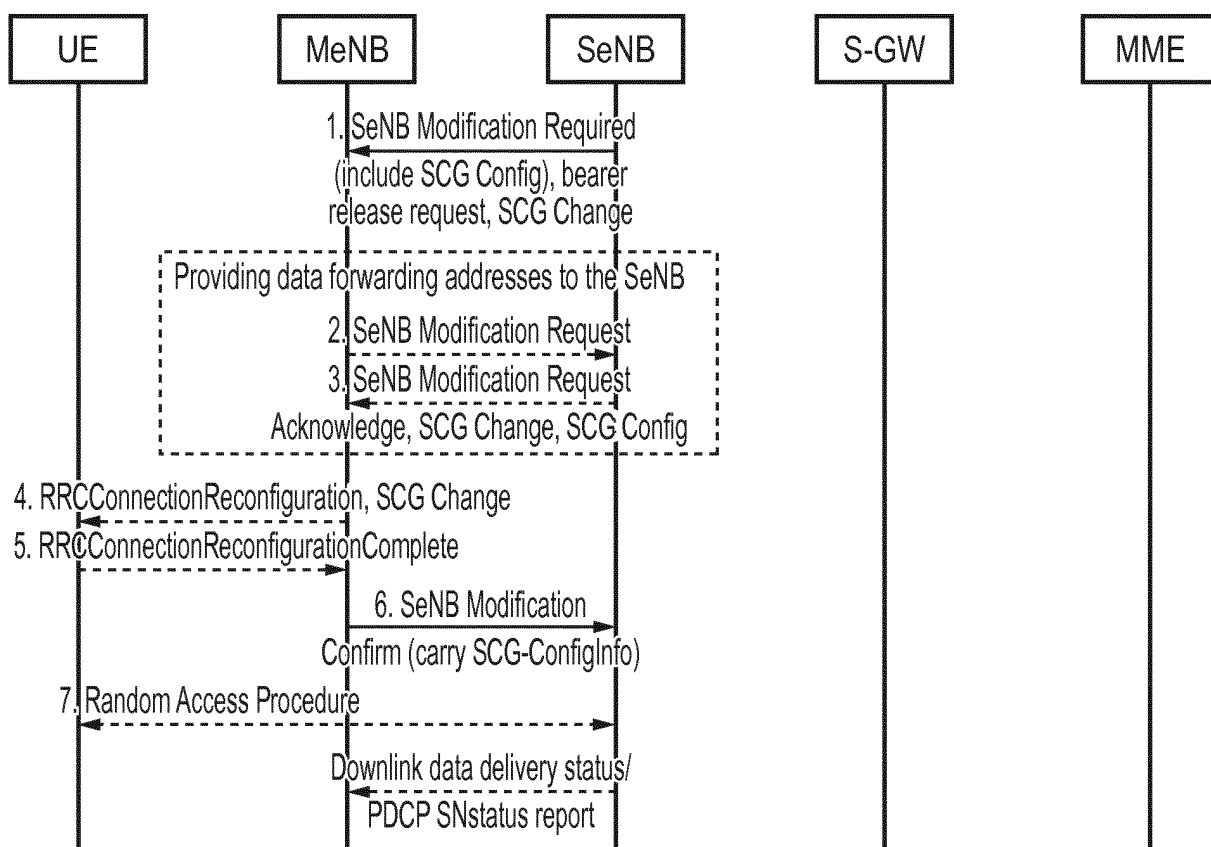 UE MeNB SeNB S-GW MME
1. SeNB Modification Required
(include SCG Config), bearer
release request, SCG Change
Providing data forwarding addresses to the SeNB
2. SeNB Modification Request
3. SeNB Modification Request
Acknowledge, SCG Change, SCG Config
4. RRCConnectionReconfiguration, SCG Change
5. RRCConnectionReconfigurationComplete
6. SeNB Modification
Confirm (carry SCG-ConfigInfo)
7. Random Access Procedure
Downlink data delivery status/
PDCP SNstatus report